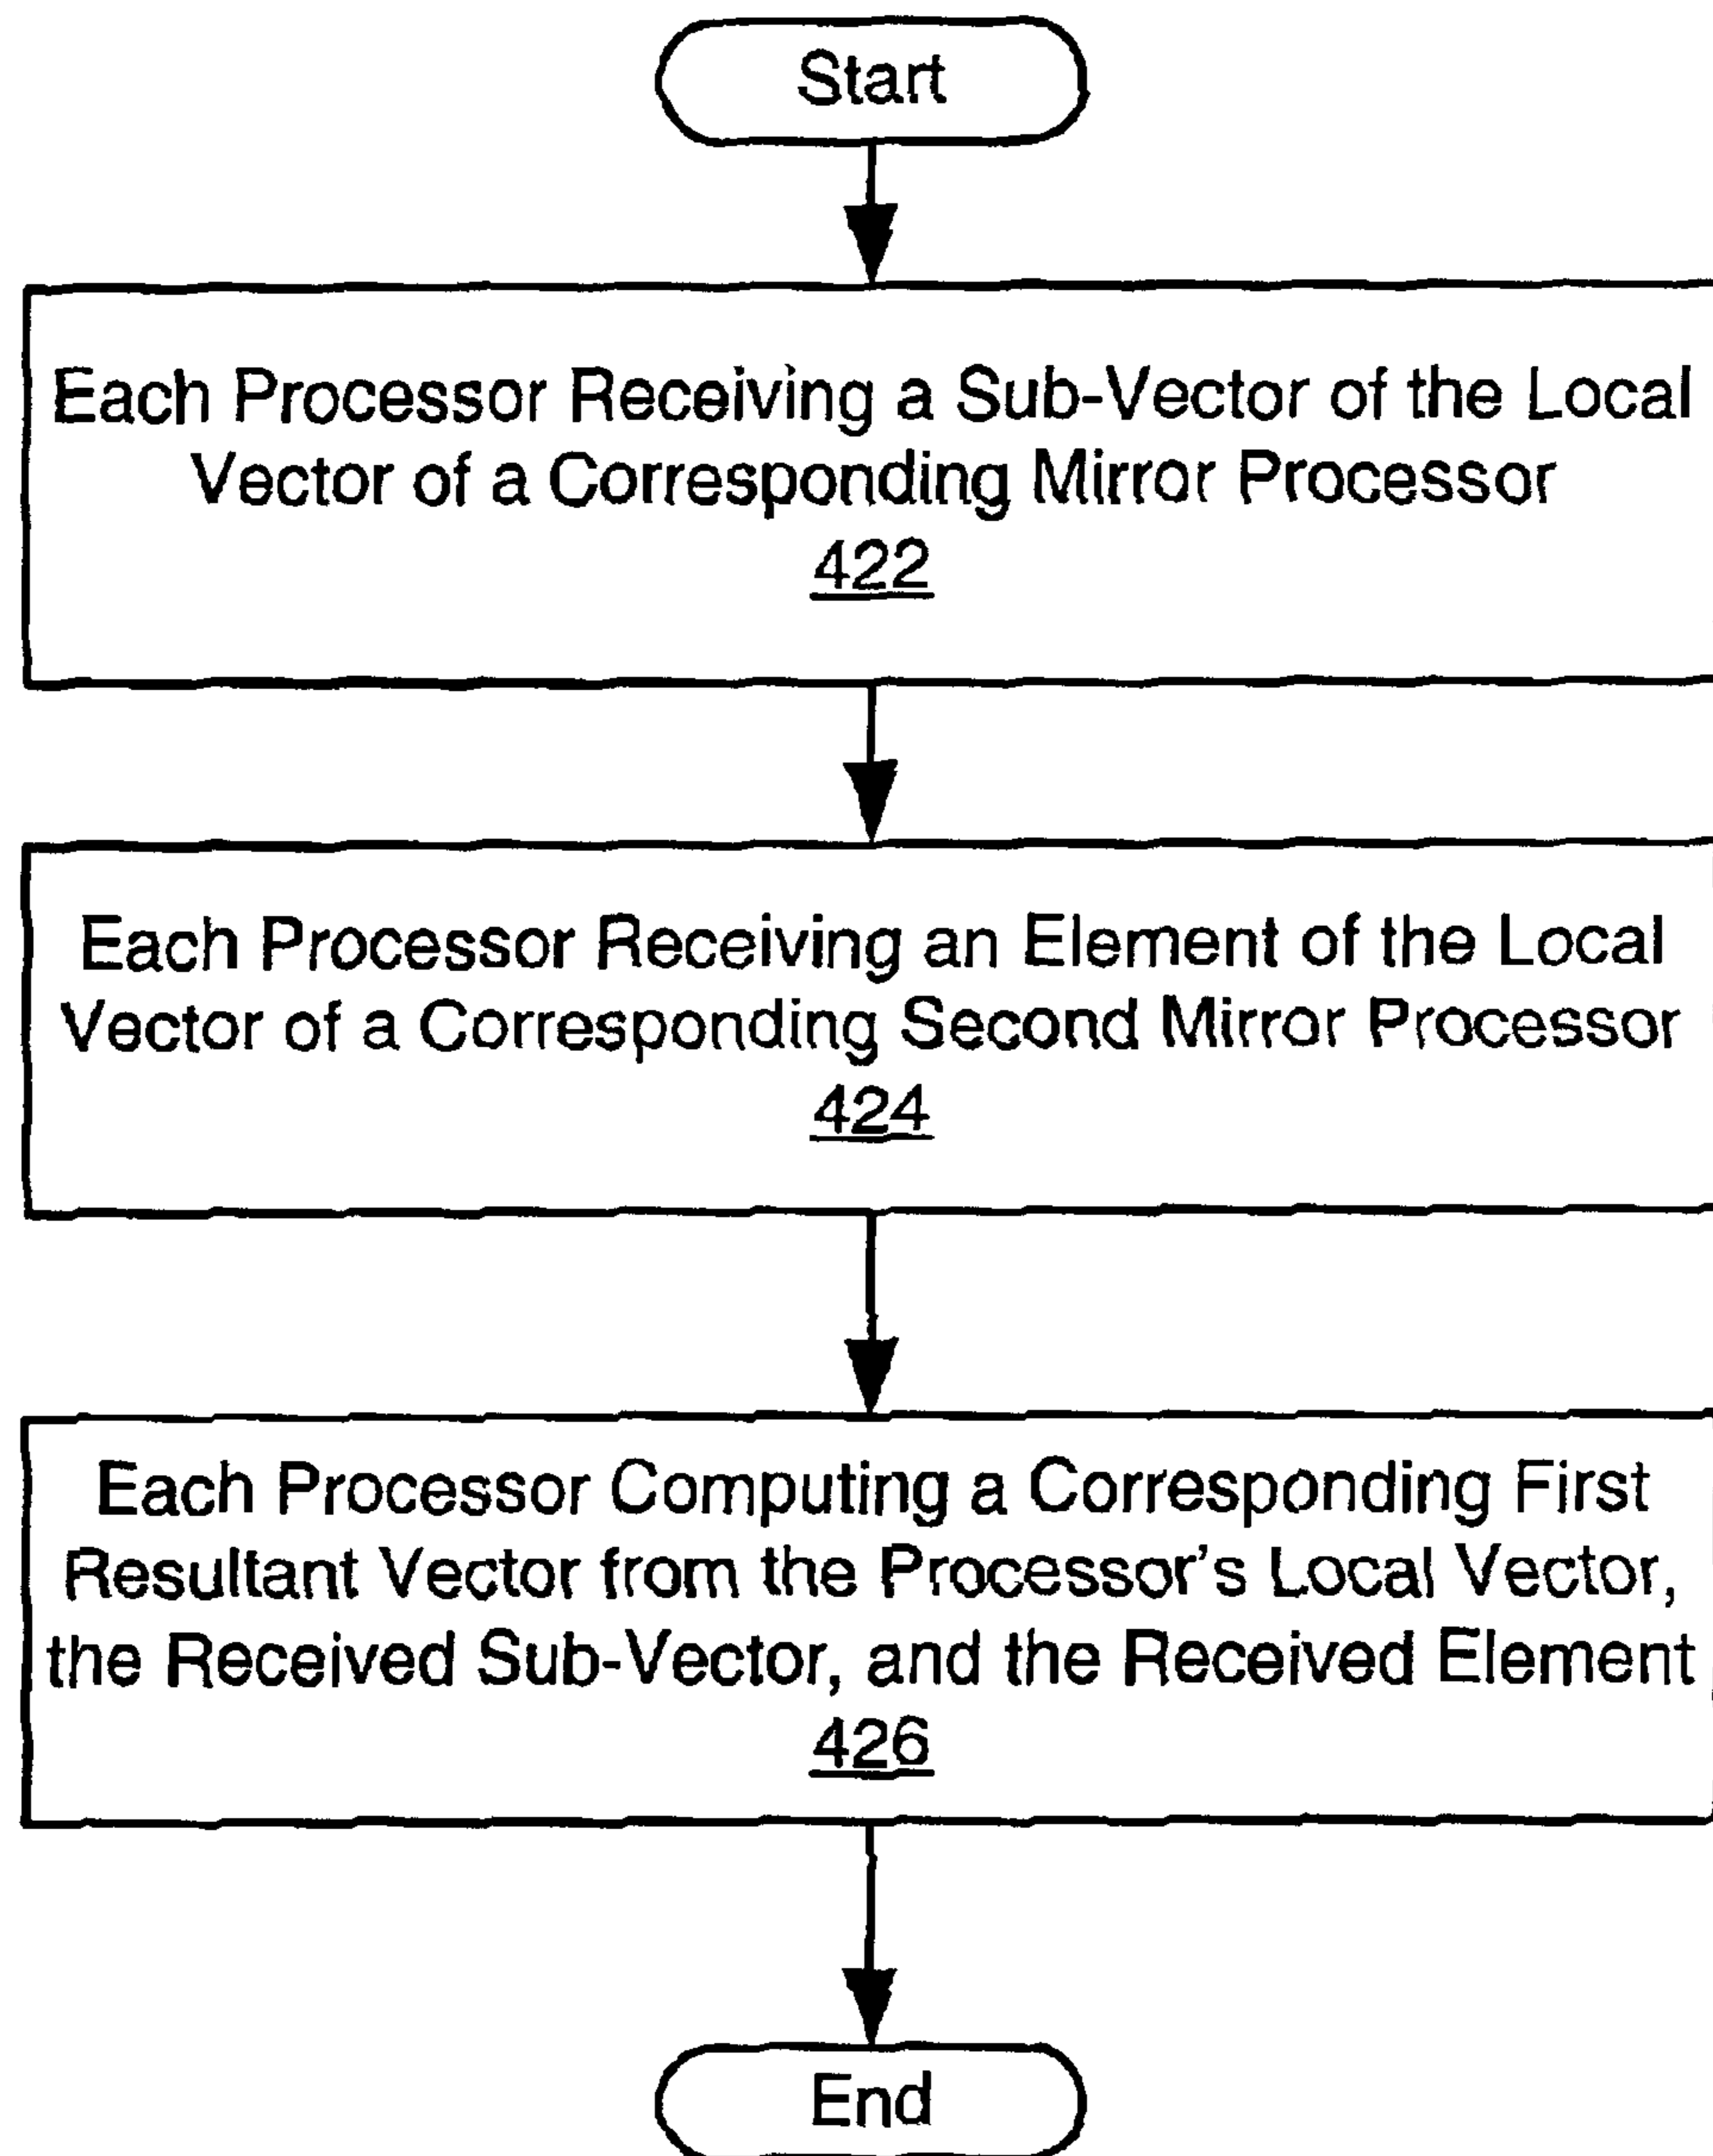 Start
Each Processor Receiving a Sub-Vector of the Local
Vector of a Corresponding Mirror Processor
422
Each Processor Receiving an Element of the Local
Vector of a Corresponding Second Mirror Processor
424
Each Processor Computing a Corresponding First
Resultant Vector from the Processor's Local Vector,
the Received Sub-Vector, and the Received Element
426
End